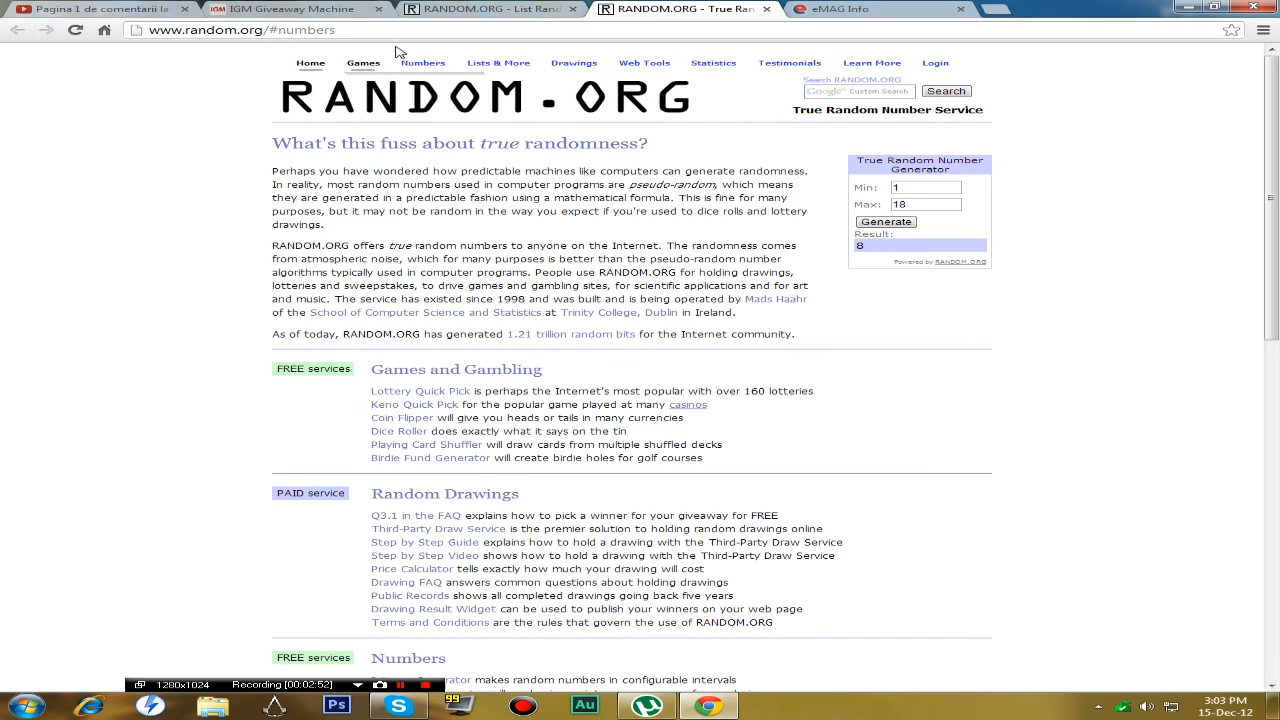 Pagina 1 de comentarii la
IGM Giveaway Machine
RANDOM.ORG - List Rand
RANDOM.ORG - True Ran
eMAG Info
www.random.org/#numbers
Home Games Numbers Lists & More Drawings Web Tools Statistics Testimonials Learn More Login
RANDOM.ORG
Search RANDOM.ORG
Google™ Custom Search
Search
True Random Number Service
What's this fuss about true randomness?
Perhaps you have wondered how predictable machines like computers can generate randomness.
In reality, most random numbers used in computer programs are pseudo-random, which means
they are generated in a predictable fashion using a mathematical formula. This is fine for many
purposes, but it may not be random in the way you expect if you're used to dice rolls and lottery
drawings.
RANDOM.ORG offers true random numbers to anyone on the Internet. The randomness comes
from atmospheric noise, which for many purposes is better than the pseudo-random number
algorithms typically used in computer programs. People use RANDOM.ORG for holding drawings,
lotteries and sweepstakes, to drive games and gambling sites, for scientific applications and for art
and music. The service has existed since 1998 and was built and is being operated by Mads Haahr
of the School of Computer Science and Statistics at Trinity College, Dublin in Ireland.
As of today, RANDOM.ORG has generated 1.21 trillion random bits for the Internet community.
True Random Number
Generator
Min: 1
Max: 18
Generate
Result:
8
Powered by RANDOM.ORG
FREE services
Games and Gambling
Lottery Quick Pick is perhaps the Internet's most popular with over 160 lotteries
Keno Quick Pick for the popular game played at many casinos
Coin Flipper will give you heads or tails in many currencies
Dice Roller does exactly what it says on the tin
Playing Card Shuffler will draw cards from multiple shuffled decks
Birdie Fund Generator will create birdie holes for golf courses
PAID service
Random Drawings
Q3.1 in the FAQ explains how to pick a winner for your giveaway for FREE
Third-Party Draw Service is the premier solution to holding random drawings online
Step by Step Guide explains how to hold a drawing with the Third-Party Draw Service
Step by Step Video shows how to hold a drawing with the Third-Party Draw Service
Price Calculator tells exactly how much your drawing will cost
Drawing FAQ answers common questions about holding drawings
Public Records shows all completed drawings going back five years
Drawing Result Widget can be used to publish your winners on your web page
Terms and Conditions are the rules that govern the use of RANDOM.ORG
FREE services
Numbers
makes random numbers in configurable intervals
1280x1024
Recording [00:02:52]
Ps
99
Au
3:03 PM
15-Dec-12